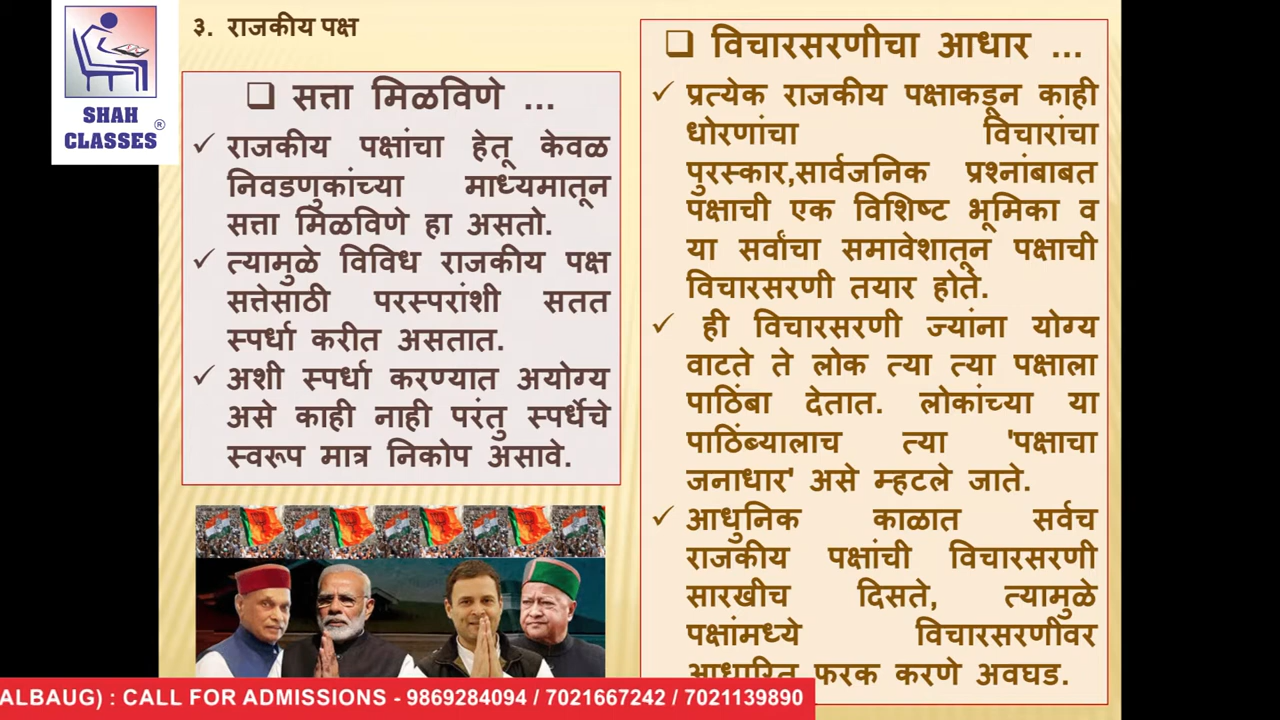 SHAH
CLASSES®
३. राजकीय पक्ष
❑ सत्ता मिळविणे ...
✓ राजकीय पक्षांचा हेतू केवळ
निवडणुकांच्या माध्यमातून
सत्ता मिळविणे हा असतो.
✓ त्यामुळे विविध राजकीय पक्ष
सत्तेसाठी परस्परांशी सतत
स्पर्धा करीत असतात.
✓ अशी स्पर्धा करण्यात अयोग्य
असे काही नाही परंतु स्पर्धेचे
स्वरूप मात्र निकोप असावे.
❑ विचारसरणीचा आधार ...
✓ प्रत्येक राजकीय पक्षाकडून काही
धोरणांचा विचारांचा
पुरस्कार,सार्वजनिक प्रश्नांबाबत
पक्षाची एक विशिष्ट भूमिका व
या सर्वांचा समावेशातून पक्षाची
विचारसरणी तयार होते.
✓ ही विचारसरणी ज्यांना योग्य
वाटते ते लोक त्या त्या पक्षाला
पाठिंबा देतात. लोकांच्या या
पाठिंब्यालाच त्या 'पक्षाचा
जनाधार' असे म्हटले जाते.
✓ आधुनिक काळात सर्वच
राजकीय पक्षांची विचारसरणी
सारखीच दिसते, त्यामुळे
पक्षांमध्ये विचारसरणीवर
आधारित फरक करणे अवघड.
ALBAUG) : CALL FOR ADMISSIONS - 9869284094 / 7021667242 / 7021139890